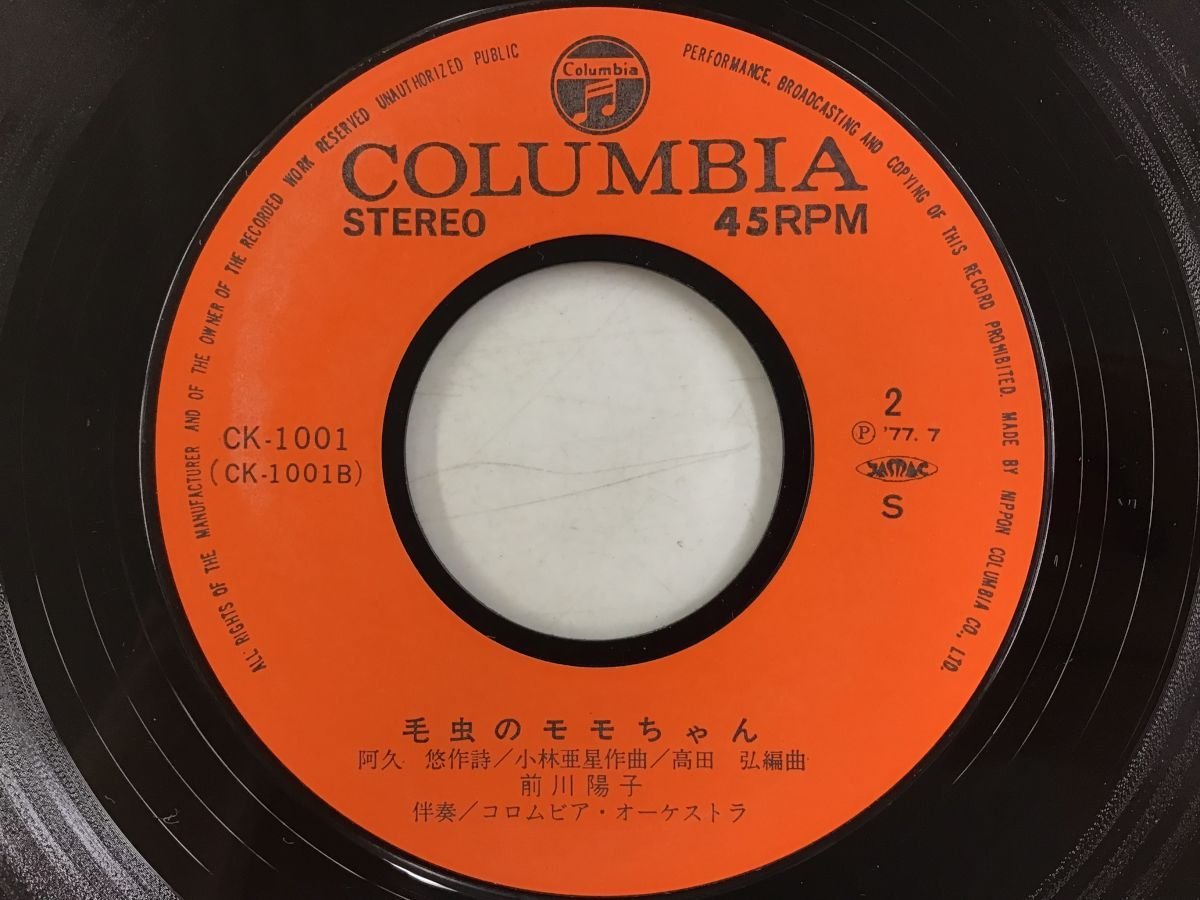 Columbia
COLUMBIA
STEREO 45RPM
ALL RIGHTS OF THE MANUFACTURER AND OF THE OWNER OF THE RECORDED WORK RESERVED UNAUTHORIZED PUBLIC PERFORMANCE, BROADCASTING AND COPYING OF THIS RECORD PROHIBITED. MADE BY NIPPON COLUMBIA CO., LTD.
CK-1001
(CK-1001B)
2
Ⓟ '77. 7
JASRAC
S
毛虫のモモちゃん
阿久 悠作詩/小林亜星作曲/高田 弘編曲
前川陽子
伴奏/コロムビア・オーケストラ